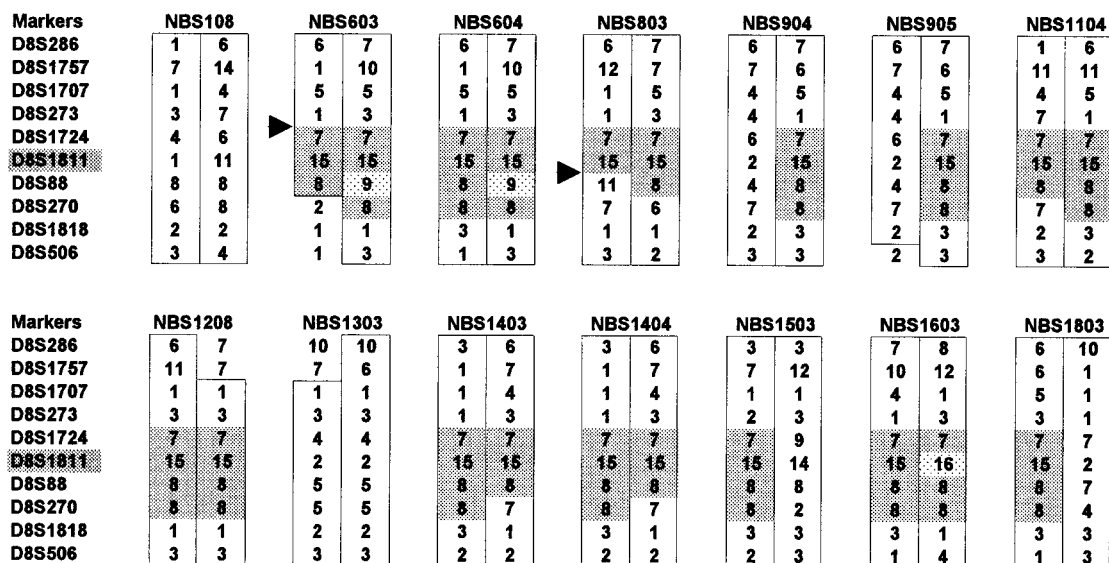 Markers NBS108 NBS603 NBS604 NBS803 NBS904 NBS905 NBS1104
D8S286 1 6 6 7 6 7 6 7 6 7 6 7 1 6
D8S1757 7 14 1 10 1 10 12 7 7 6 7 6 11 11
D8S1707 1 4 5 5 5 5 1 5 4 5 4 5 4 5
D8S273 3 7 1 3 1 3 1 3 4 1 4 1 7 1
D8S1724 4 6 7 7 7 7 7 7 6 7 6 7 7 7
D8S1811 1 11 15 15 15 15 15 15 2 15 2 15 15 15
D8S88 8 8 8 9 8 9 11 8 4 8 4 8 8 8
D8S270 6 8 2 8 8 8 7 6 7 8 7 8 7 8
D8S1818 2 2 1 1 3 1 1 1 2 3 2 3 2 3
D8S506 3 4 1 3 1 3 3 2 3 3 2 3 3 2
Markers NBS1208 NBS1303 NBS1403 NBS1404 NBS1503 NBS1603 NBS1803
D8S286 6 7 10 10 3 6 3 6 3 3 7 8 6 10
D8S1757 11 7 7 6 1 7 1 7 7 12 10 12 6 1
D8S1707 1 1 1 1 1 4 1 4 1 1 4 1 5 1
D8S273 3 3 3 3 1 3 1 3 2 3 1 3 3 1
D8S1724 7 7 4 4 7 7 7 7 7 9 7 7 7 7
D8S1811 15 15 2 2 15 15 15 15 15 14 15 16 15 2
D8S88 8 8 5 5 8 8 8 8 8 8 8 8 8 7
D8S270 8 8 5 5 8 7 8 7 8 2 8 8 8 4
D8S1818 1 1 2 2 3 1 3 1 3 3 3 1 3 3
D8S506 3 3 3 3 2 2 2 2 2 3 1 4 1 3